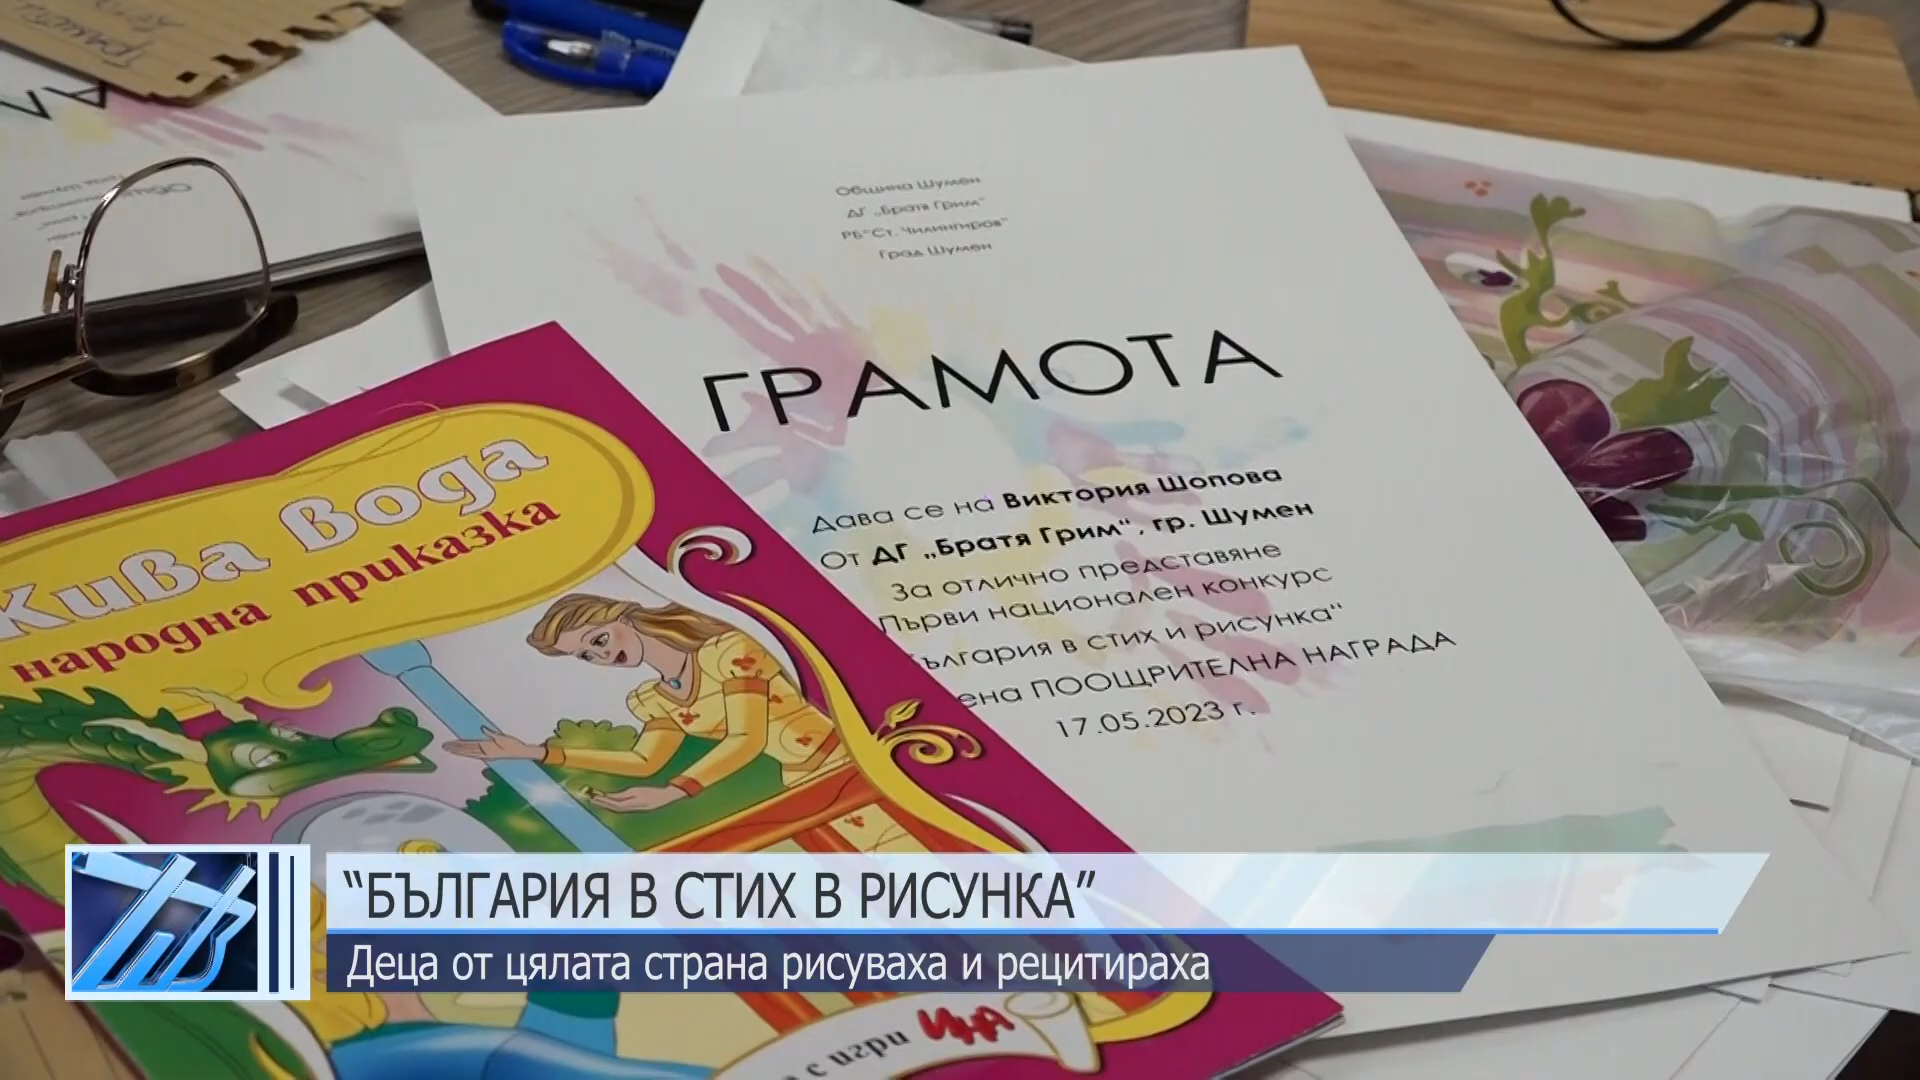 Община Шумен
ДГ „Братя Грим“
РБ“Ст. Чилингиров”
Град Шумен
ГРАМОТА
Дава се на Виктория Шопова
От ДГ „Братя Грим“, гр. Шумен
За отлично представяне
Първи национален конкурс
България в стих и рисунка“
ПООЩРИТЕЛНА НАГРАДА
17.05.2023 г.
Жива вода
народна приказка
с игри
“БЪЛГАРИЯ В СТИХ В РИСУНКА”
Деца от цялата страна рисуваха и рецитираха